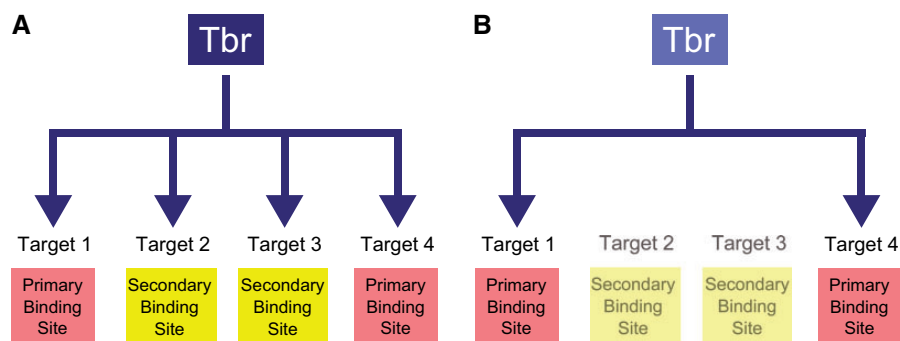 A
Tbr
Target 1
Target 2
Target 3
Target 4
Primary
Binding
Site
Secondary
Binding
Site
Secondary
Binding
Site
Primary
Binding
Site
B
Tbr
Target 1
Target 2
Target 3
Target 4
Primary
Binding
Site
Secondary
Binding
Site
Secondary
Binding
Site
Primary
Binding
Site